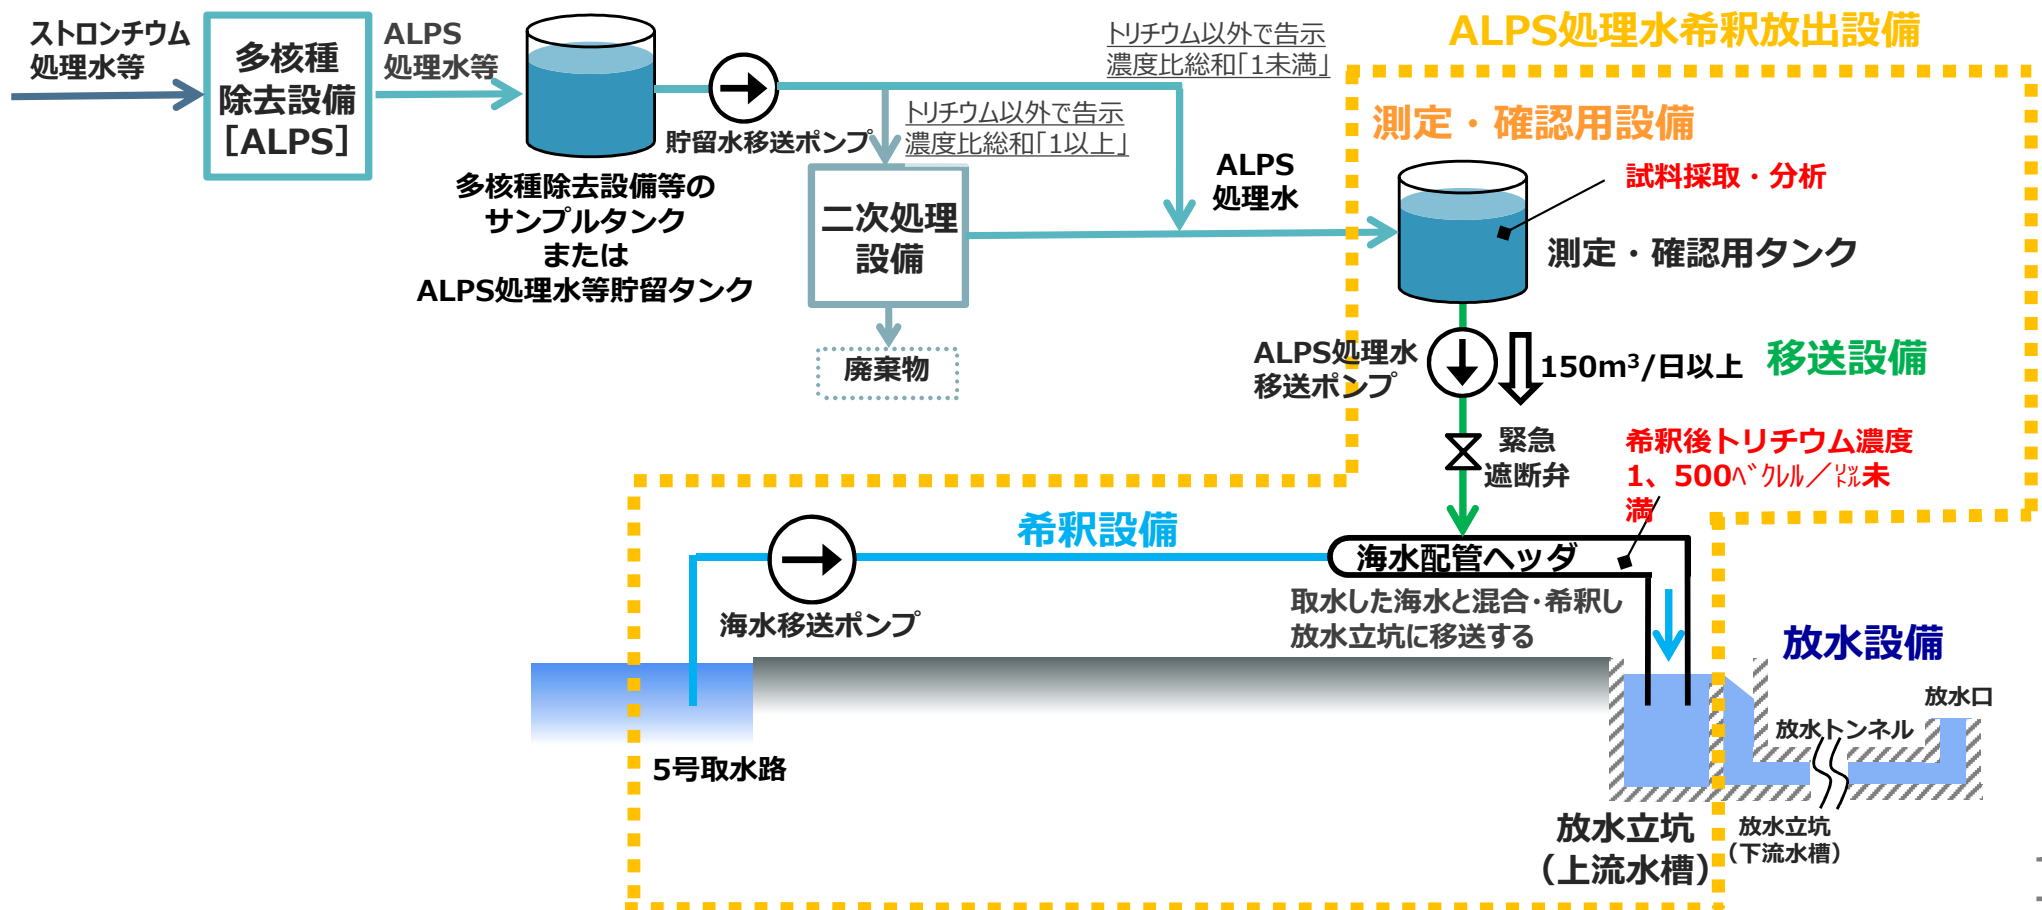 ストロンチウム
処理水等
多核種
除去設備
［ALPS］
ALPS
処理水等
多核種除去設備等の
サンプルタンク
または
ALPS処理水等貯留タンク
貯留水移送ポンプ
トリチウム以外で告示
濃度比総和「1以上」
トリチウム以外で告示
濃度比総和「1未満」
二次処理
設備
廃棄物
ALPS
処理水
ALPS処理水希釈放出設備
測定・確認用設備
試料採取・分析
測定・確認用タンク
ALPS処理水
移送ポンプ
150m³/日以上
移送設備
緊急
遮断弁
希釈後トリチウム濃度
1、500ﾍﾞｸﾚﾙ／㍑未
満
希釈設備
海水移送ポンプ
海水配管ヘッダ
取水した海水と混合・希釈し
放水立坑に移送する
5号取水路
放水設備
放水口
放水トンネル
放水立坑
（上流水槽）
放水立坑
（下流水槽）